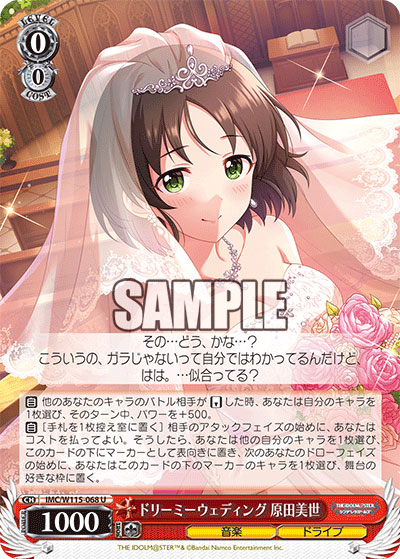 LEVEL
0
0
COST
SAMPLE
その…どう、かな…？
こういうの、ガラじゃないって自分ではわかってるんだけど、
はは。…似合ってる？
自 他のあなたのキャラのバトル相手が した時、あなたは自分のキャラを
1枚選び、そのターン中、パワーを+500。
自 ［手札を1枚控え室に置く］ 相手のアタックフェイズの始めに、あなたは
コストを払ってよい。そうしたら、あなたは他の自分のキャラを1枚選び、
このカードの下にマーカーとして表向きに置き、次のあなたのドローフェイ
ズの始めに、あなたはこのカードの下のマーカーのキャラを1枚選び、舞台
の好きな枠に置く。
CH IMC/W115-068 U
1000
ドリーミーウェディング 原田美世
THE IDOLM@STER
シンデレラガールズ
音楽
ドライブ
THE IDOLM@STER™& ©Bandai Namco Entertainment Inc.